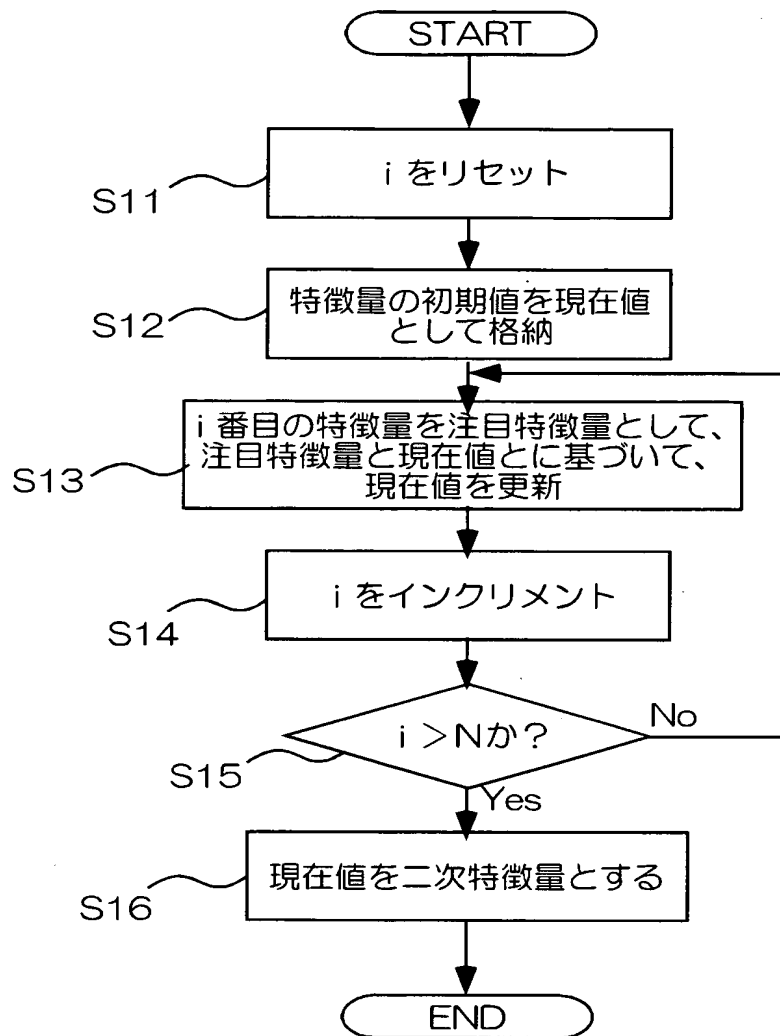 START
i をリセット
S11
特徴量の初期値を現在値
として格納
S12
i 番目の特徴量を注目特徴量として、
注目特徴量と現在値とに基づいて、
現在値を更新
S13
i をインクリメント
S14
i >Nか?
No
S15
Yes
現在値を二次特徴量とする
S16
END